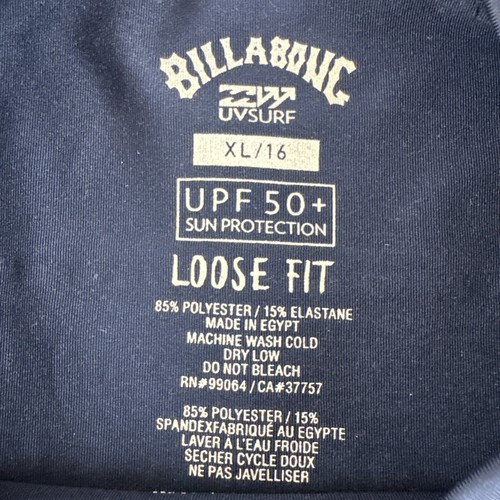 BILLABONG
UVSURF
XL/16
UPF 50+
SUN PROTECTION
LOOSE FIT
85% POLYESTER / 15% ELASTANE
MADE IN EGYPT
MACHINE WASH COLD
DRY LOW
DO NOT BLEACH
RN#99064 / CA#37757
85% POLYESTER / 15%
SPANDEXFABRIQUÉ AU EGYPTE
LAVER À L'EAU FROIDE
SECHER CYCLE DOUX
NE PAS JAVELLISER